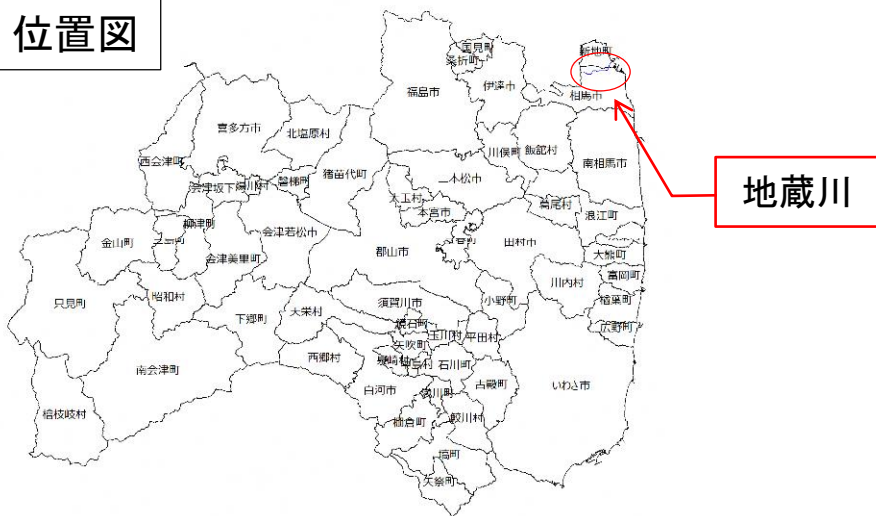 位置図
国見町
桑折町
新地町
福島市
伊達市
相馬市
喜多方市
北塩原村
西会津町
川俣町
飯舘村
南相馬市
猪苗代町
磐梯町
湯川村
会津坂下
二本松市
地蔵川
大玉村
本宮市
葛尾村
浪江町
柳津町
会津若松市
金山町
会津美里町
郡山市
田村市
大熊町
富岡町
川内村
楢葉町
只見町
昭和村
須賀川市
小野町
下郷町
天栄村
鏡石町
玉川村
平田村
広野町
矢吹町
西郷村
石川町
南会津町
白河市
古殿町
いわき市
浅川町
檜枝岐村
棚倉町
鮫川村
塙町
矢祭町